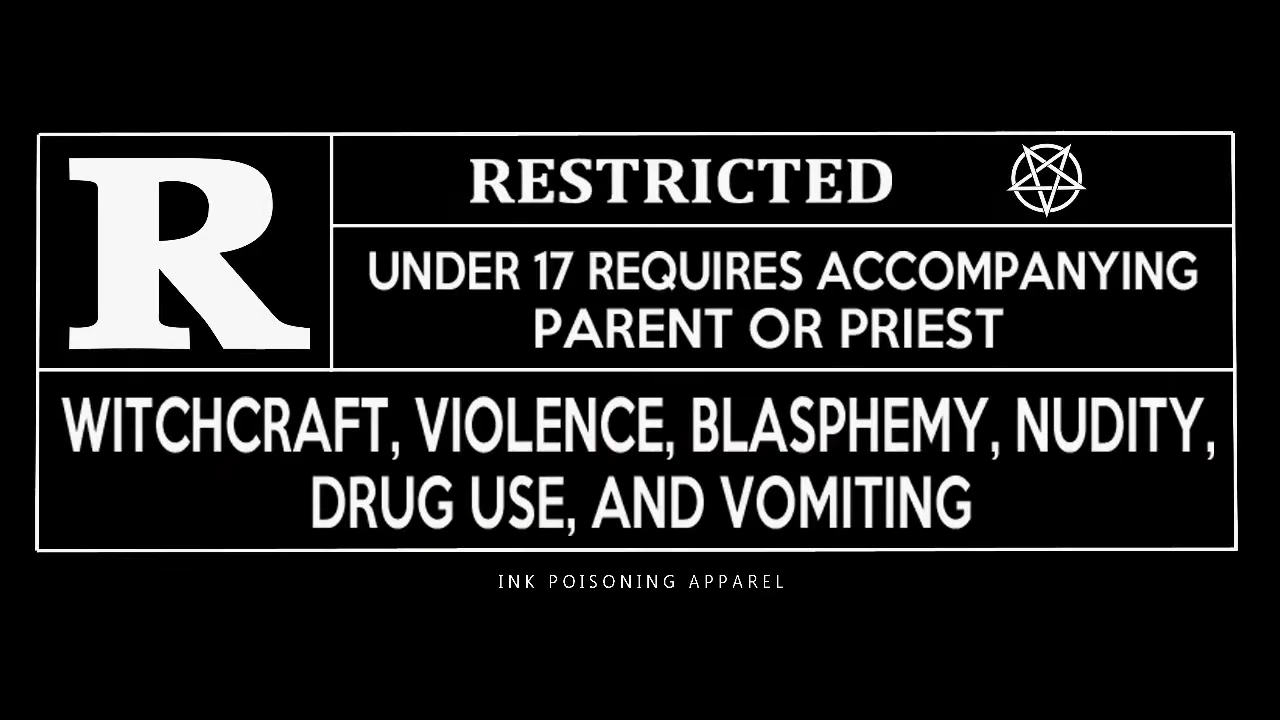 R
RESTRICTED
UNDER 17 REQUIRES ACCOMPANYING
PARENT OR PRIEST
WITCHCRAFT, VIOLENCE, BLASPHEMY, NUDITY,
DRUG USE, AND VOMITING
INK POISONING APPAREL